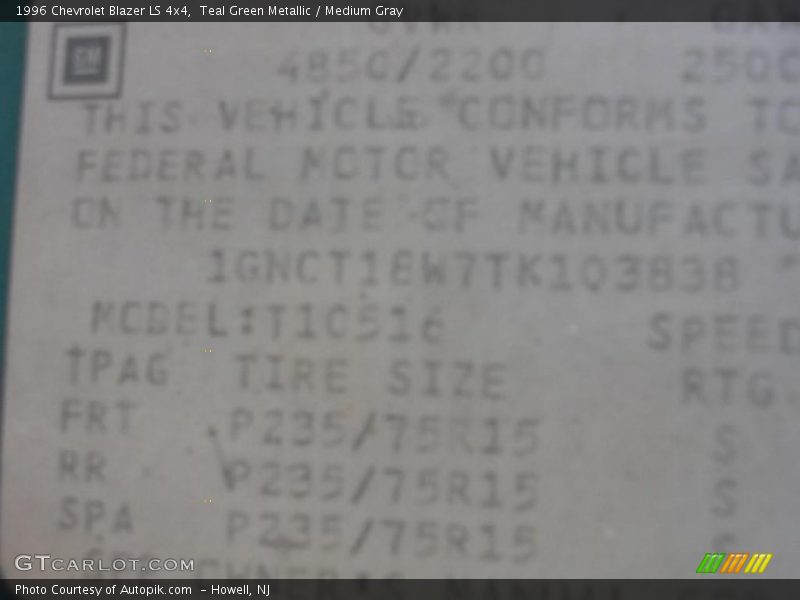 1996 Chevrolet Blazer LS 4x4, Teal Green Metallic / Medium Gray
GM
4850/2200
THIS VEHICLE CONFORMS TO
FEDERAL MOTOR VEHICLE SA
ON THE DATE OF MANUFACTU
1GNCT18W7TK103838
MODEL:T10516 SPEED
TPAG TIRE SIZE RTG
FRT P235/75R15 S
RR P235/75R15 S
SPA P235/75R15 S
GTCARLOT.COM
Photo Courtesy of Autopik.com - Howell, NJ